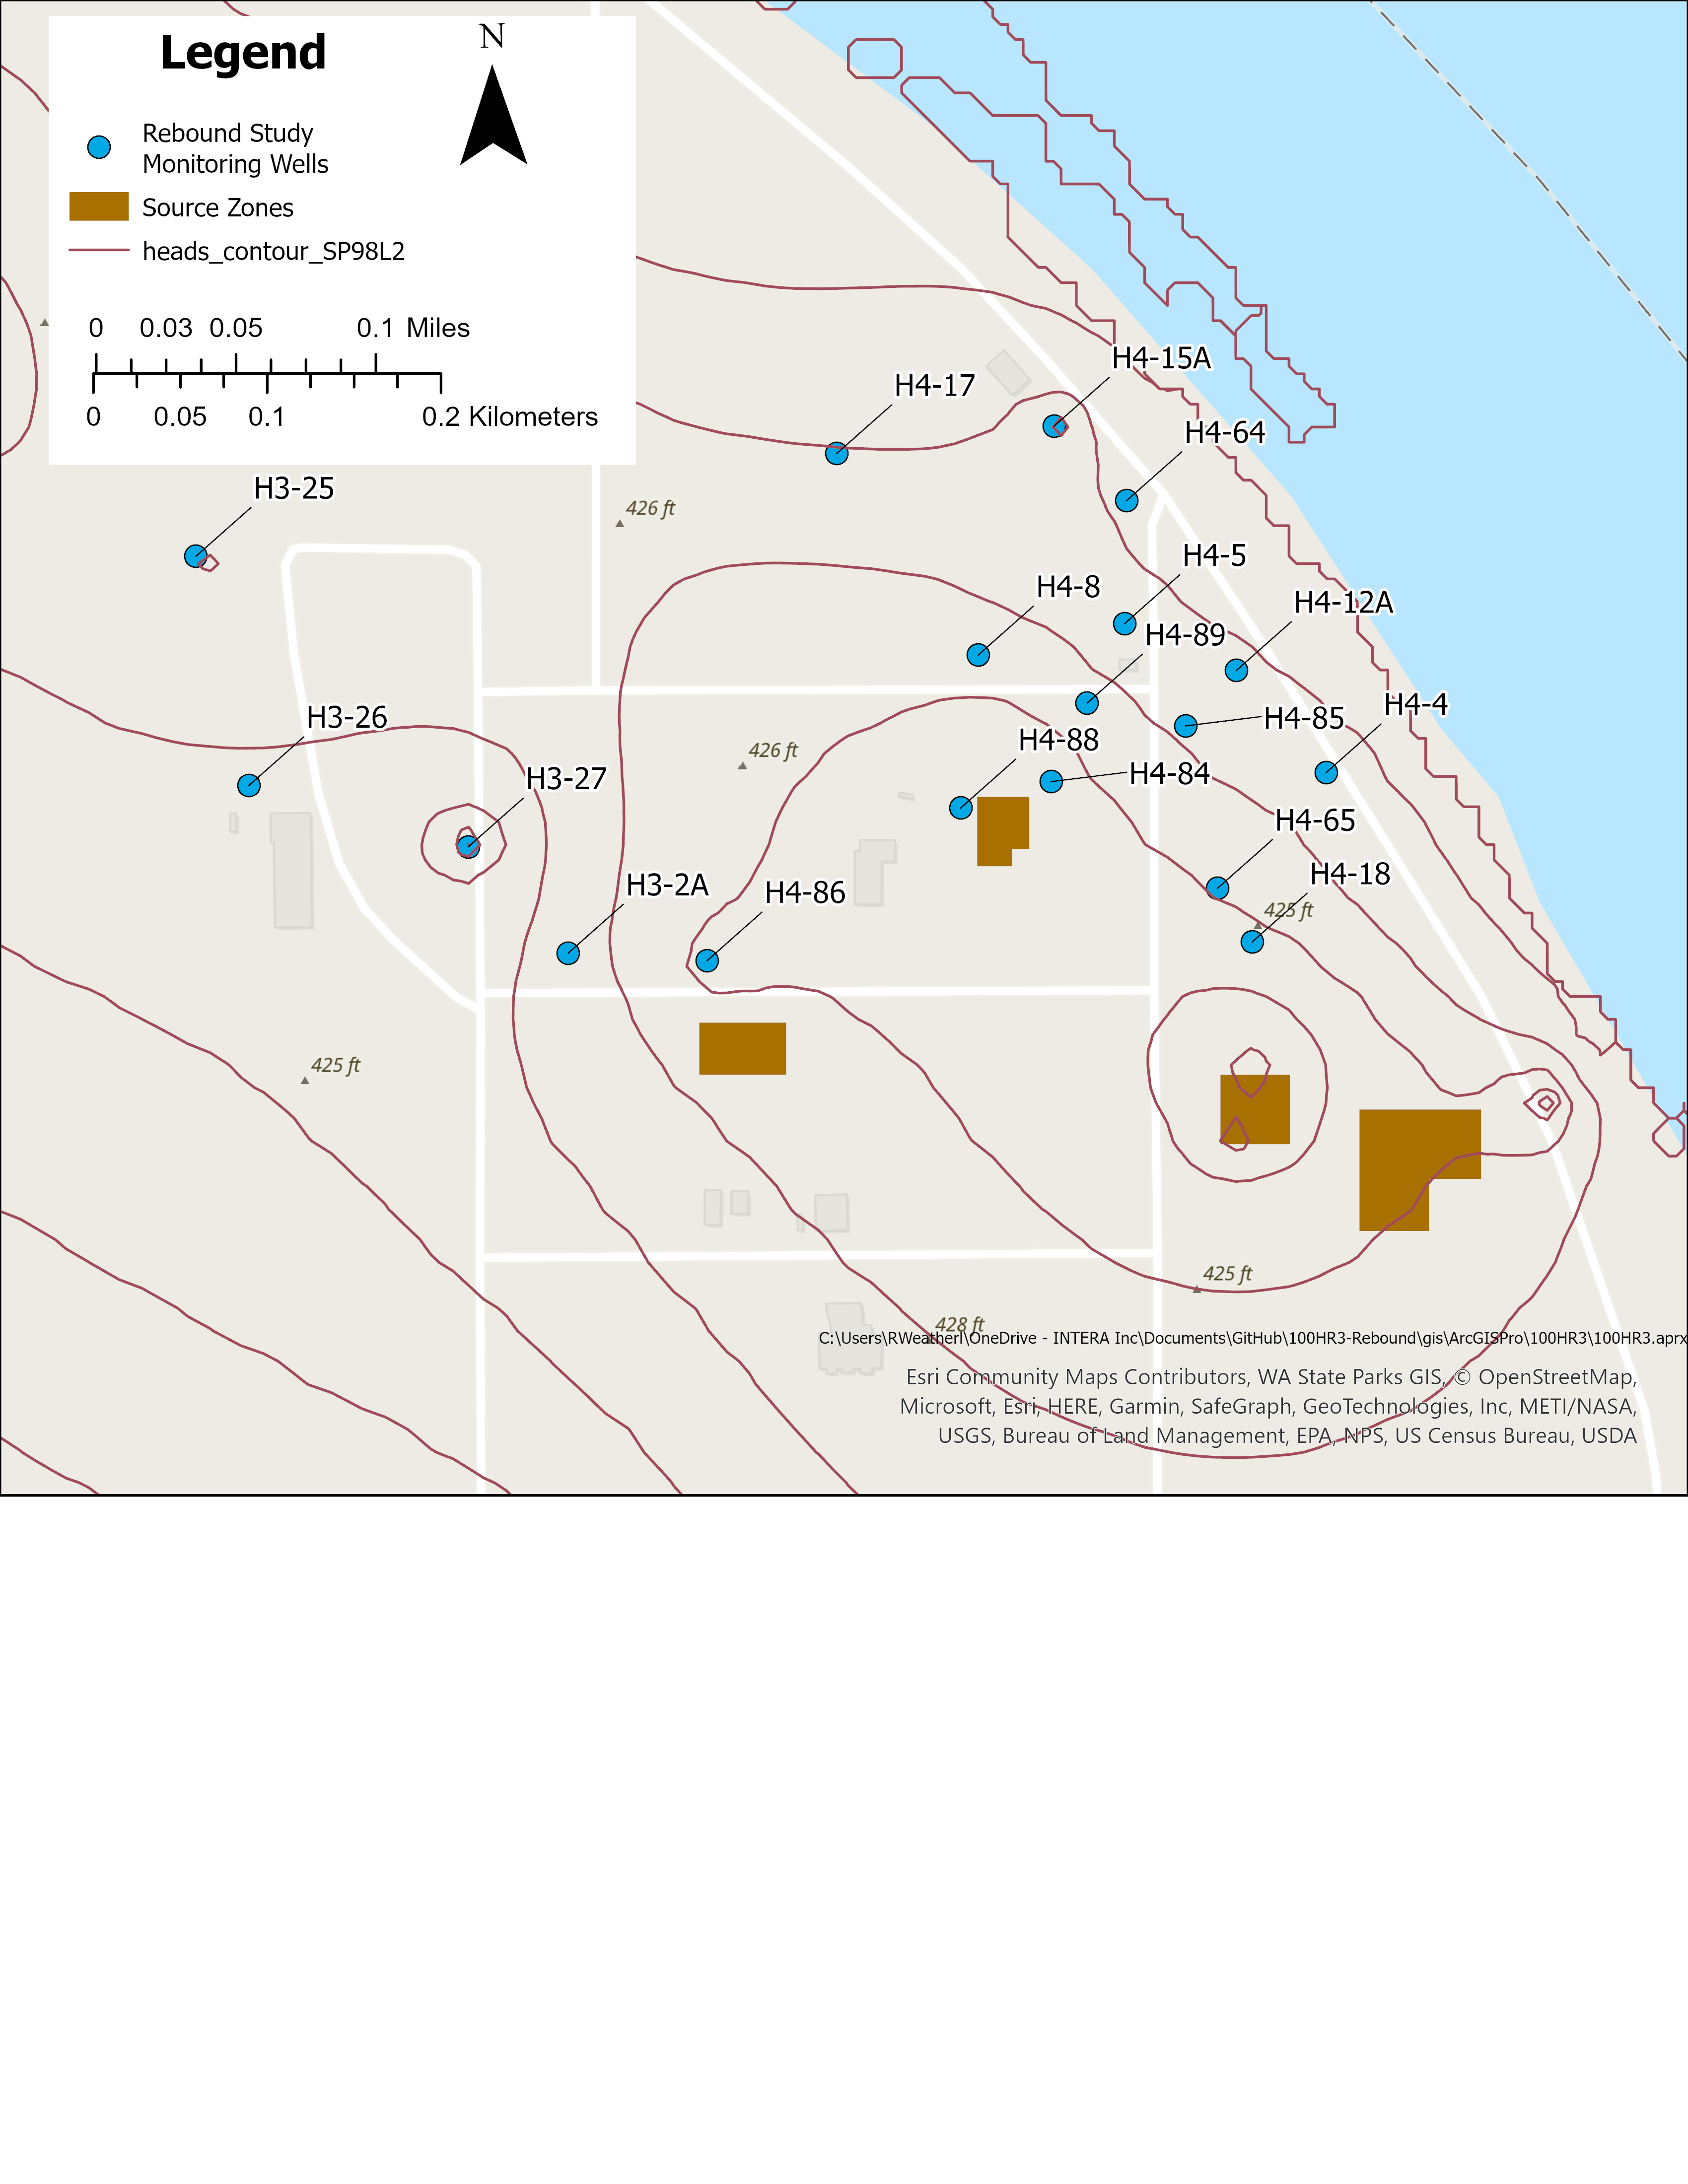 Legend
N
Rebound Study
Monitoring Wells
Source Zones
heads_contour_SP98L2
0 0.03 0.05 0.1 Miles
0 0.05 0.1 0.2 Kilometers
H4-15A
H4-17
H4-64
H3-25
426 ft
H4-5
H4-8
H4-12A
H4-89
H4-4
H3-26
H4-85
H4-88
426 ft
H4-84
H3-27
H4-65
H4-18
H3-2A
H4-86
425 ft
425 ft
425 ft
428 ft
C:\Users\RWeatherl\OneDrive - INTERA Inc\Documents\GitHub\100HR3-Rebound\gis\ArcGISPro\100HR3\100HR3.aprx
Esri Community Maps Contributors, WA State Parks GIS, © OpenStreetMap,
Microsoft, Esri, HERE, Garmin, SafeGraph, GeoTechnologies, Inc, METI/NASA,
USGS, Bureau of Land Management, EPA, NPS, US Census Bureau, USDA